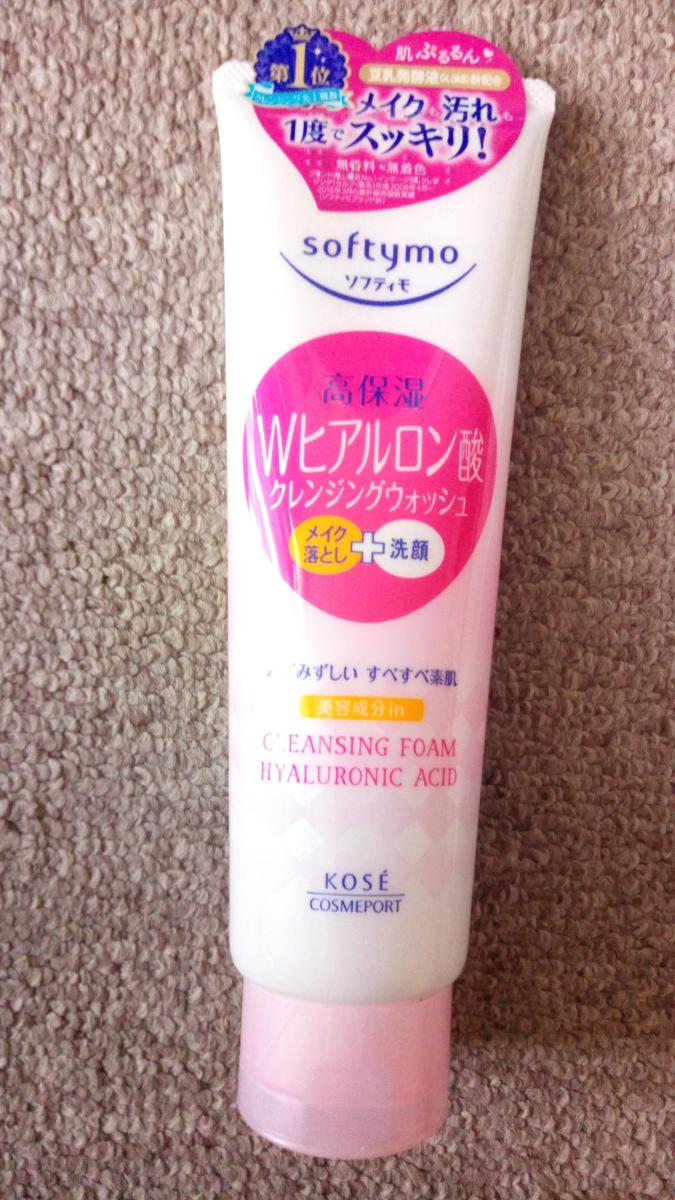 第1位
肌ぷるるん
豆乳発酵液
新配合
メイクも汚れも
1度でスッキリ!
無香料・無着色
softymo
ソフティモ
高保湿
Wヒアルロン酸
クレンジングウォッシュ
メイク
落とし
+
洗顔
みずしい すべすべ素肌
美容成分in
CLEANSING FOAM
HYALURONIC ACID
KOSÉ
COSMEPORT